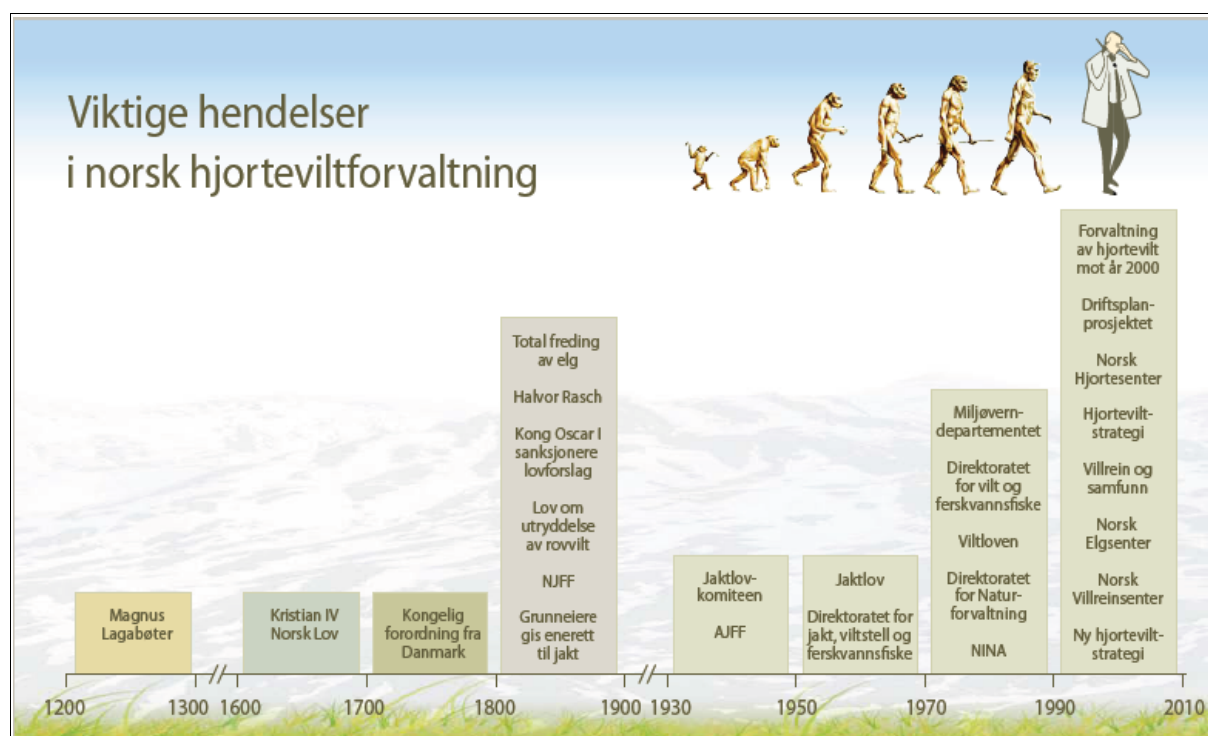 Viktige hendelser
i norsk hjorteviltforvaltning
Magnus
Lagabøter
Kristian IV
Norsk Lov
Kongelig
forordning fra
Danmark
Total freding
av elg
Halvor Rasch
Kong Oscar I
sanksjonere
lovforslag
Lov om
utryddelse
av rovvilt
NJFF
Grunneiere
gis enerett
til jakt
Jaktlov-
komiteen
AJFF
Jaktlov
Direktoratet for
jakt, viltstell og
ferskvannsfiske
Miljøvern-
departementet
Direktoratet
for vilt og
ferskvannsfiske
Viltloven
Direktoratet
for Natur-
forvaltning
NINA
Forvaltning
av hjortevilt
mot år 2000
Driftsplan-
prosjektet
Norsk
Hjortesenter
Hjortevilt-
strategi
Villrein og
samfunn
Norsk
Elgsenter
Norsk
Villreinsenter
Ny hjortevilt-
strategi
1200 1300 1600 1700 1800 1900 1930 1950 1970 1990 2010